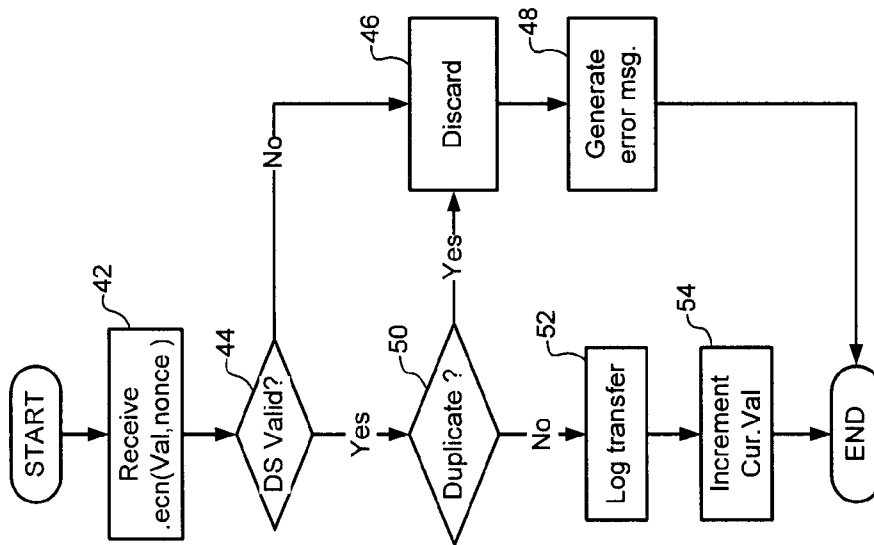 START
42
Receive
.ecn(Val,nonce )
44
DS Valid?
No
Yes
46
Discard
50
Duplicate ?
Yes
48
Generate
error msg.
No
52
Log transfer
54
Increment
Cur.Val
END